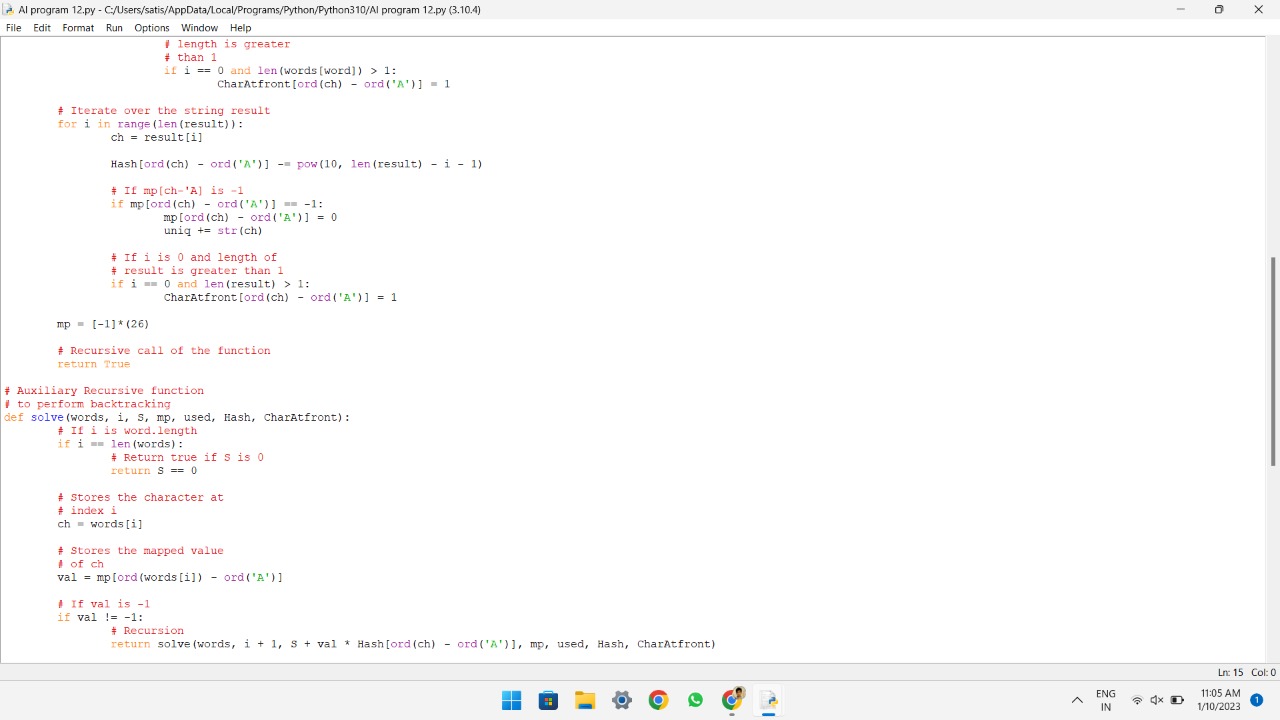 AI program 12.py - C:/Users/satis/AppData/Local/Programs/Python/Python310/AI program 12.py (3.10.4)
File Edit Format Run Options Window Help
# length is greater
# than 1
if i == 0 and len(words[word]) > 1:
CharAtfront[ord(ch) - ord('A')] = 1
# Iterate over the string result
for i in range(len(result)):
ch = result[i]
Hash[ord(ch) - ord('A')] -= pow(10, len(result) - i - 1)
# If mp[ch-'A] is -1
if mp[ord(ch) - ord('A')] == -1:
mp[ord(ch) - ord('A')] = 0
uniq += str(ch)
# If i is 0 and length of
# result is greater than 1
if i == 0 and len(result) > 1:
CharAtfront[ord(ch) - ord('A')] = 1
mp = [-1]*(26)
# Recursive call of the function
return True
# Auxiliary Recursive function
# to perform backtracking
def solve(words, i, S, mp, used, Hash, CharAtfront):
# If i is word.length
if i == len(words):
# Return true if S is 0
return S == 0
# Stores the character at
# index i
ch = words[i]
# Stores the mapped value
# of ch
val = mp[ord(words[i]) - ord('A')]
# If val is -1
if val != -1:
# Recursion
return solve(words, i + 1, S + val * Hash[ord(ch) - ord('A')], mp, used, Hash, CharAtfront)
Ln: 15 Col: 0
ENG
IN
11:05 AM
1/10/2023
1